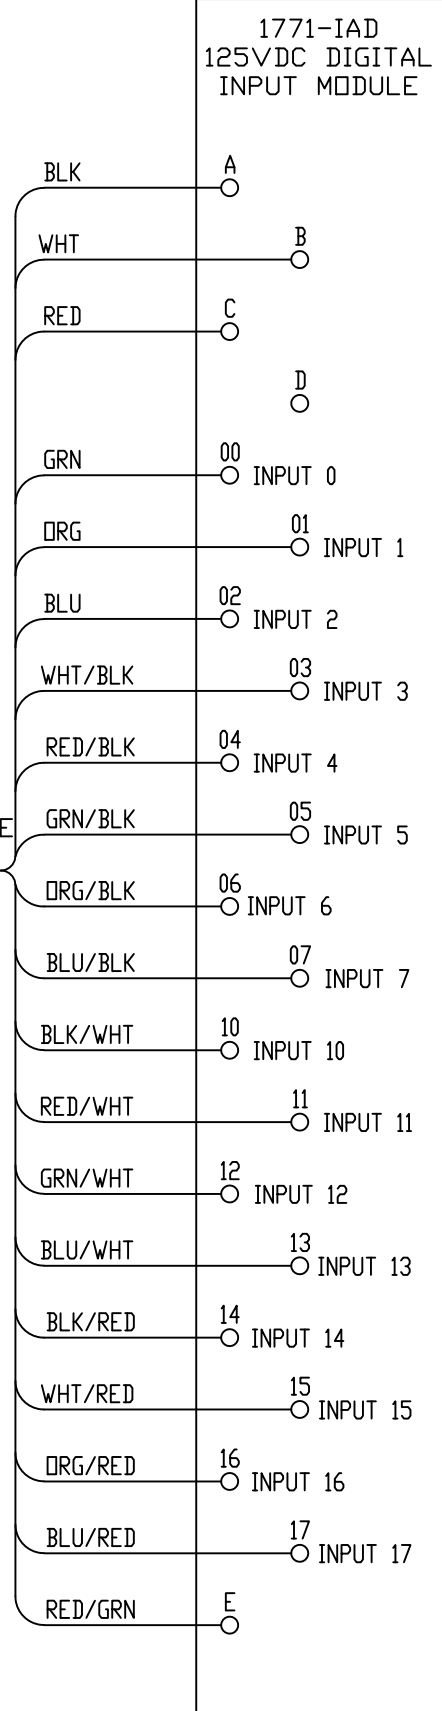 1771-IAD
125VDC DIGITAL
INPUT MODULE
BLK A
WHT B
RED C
D
GRN 00 INPUT 0
ORG 01 INPUT 1
BLU 02 INPUT 2
WHT/BLK 03 INPUT 3
RED/BLK 04 INPUT 4
E
GRN/BLK 05 INPUT 5
ORG/BLK 06 INPUT 6
BLU/BLK 07 INPUT 7
BLK/WHT 10 INPUT 10
RED/WHT 11 INPUT 11
GRN/WHT 12 INPUT 12
BLU/WHT 13 INPUT 13
BLK/RED 14 INPUT 14
WHT/RED 15 INPUT 15
ORG/RED 16 INPUT 16
BLU/RED 17 INPUT 17
RED/GRN E